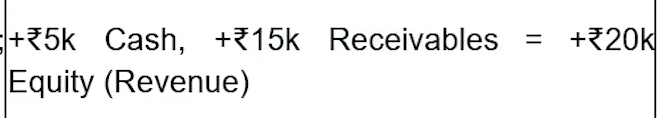 ;+₹5k Cash, +₹15k Receivables = +₹20k
Equity (Revenue)